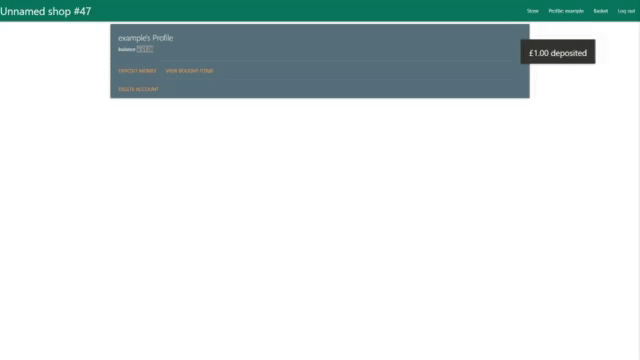 Unnamed shop #47
Store Profile: example Basket Log out
example's Profile
Balance
£1.00 deposited
DEPOSIT MONEY VIEW BOUGHT ITEMS
DELETE ACCOUNT